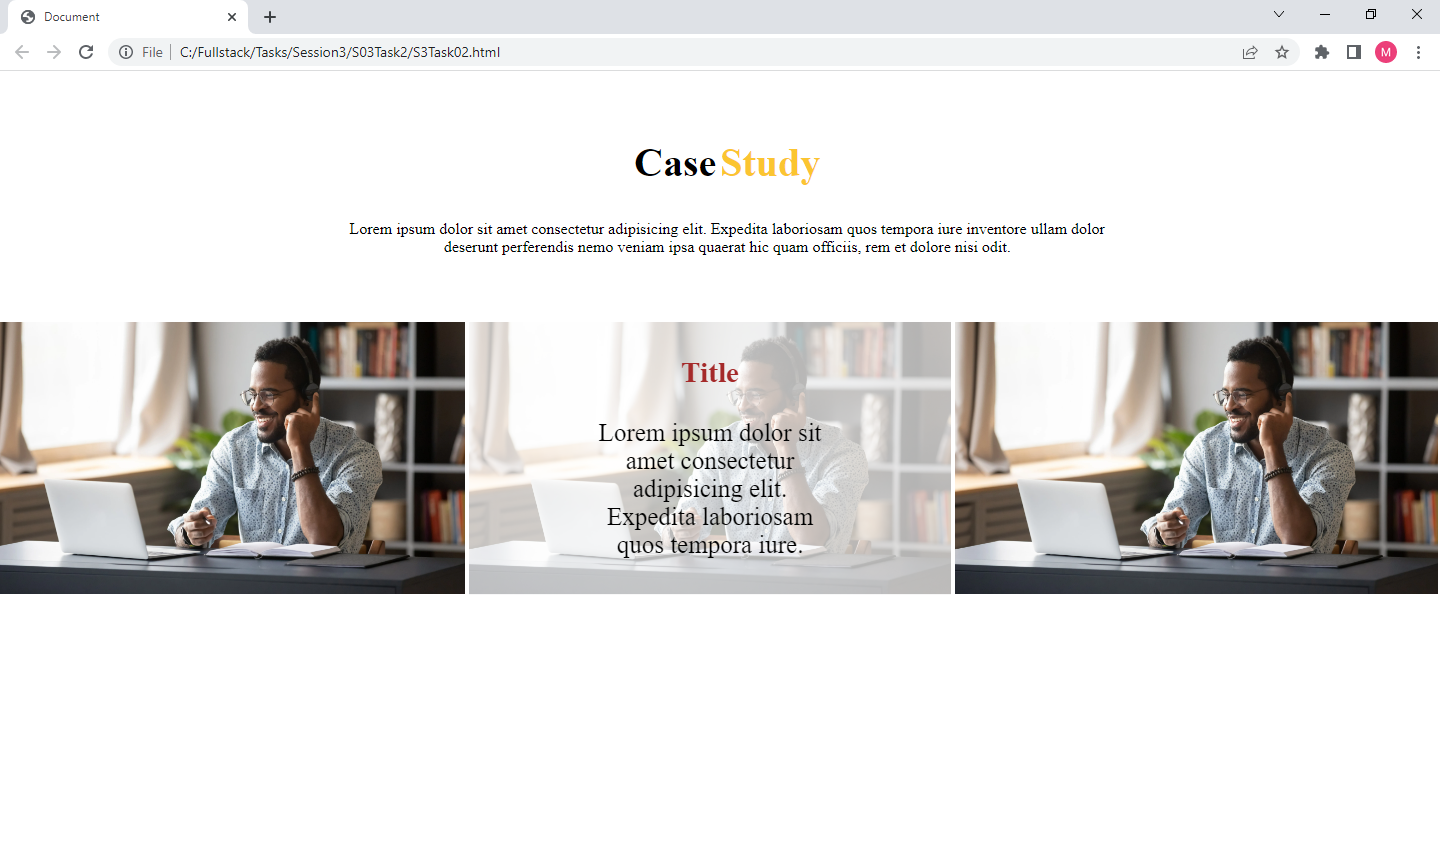 Document
File
C:/Fullstack/Tasks/Session3/S03Task2/S3Task02.html
M
Case Study
Lorem ipsum dolor sit amet consectetur adipisicing elit. Expedita laboriosam quos tempora iure inventore ullam dolor
deserunt perferendis nemo veniam ipsa quaerat hic quam officiis, rem et dolore nisi odit.
Title
Lorem ipsum dolor sit
amet consectetur
adipisicing elit.
Expedita laboriosam
quos tempora iure.